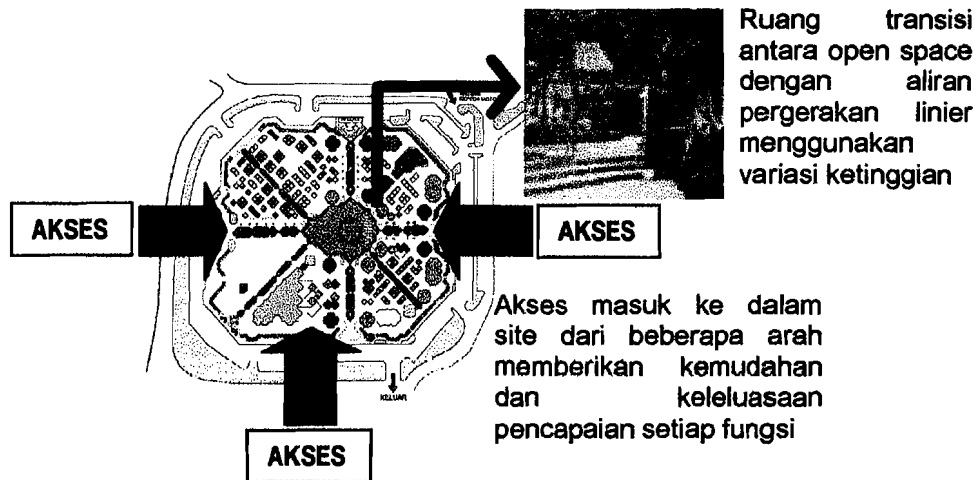 Ruang transisi
antara open space
dengan aliran
pergerakan linier
menggunakan
variasi ketinggian
AKSES
AKSES
Akses masuk ke dalam
site dari beberapa arah
memberikan kemudahan
dan keleluasaan
pencapaian setiap fungsi
KELUAR
AKSES